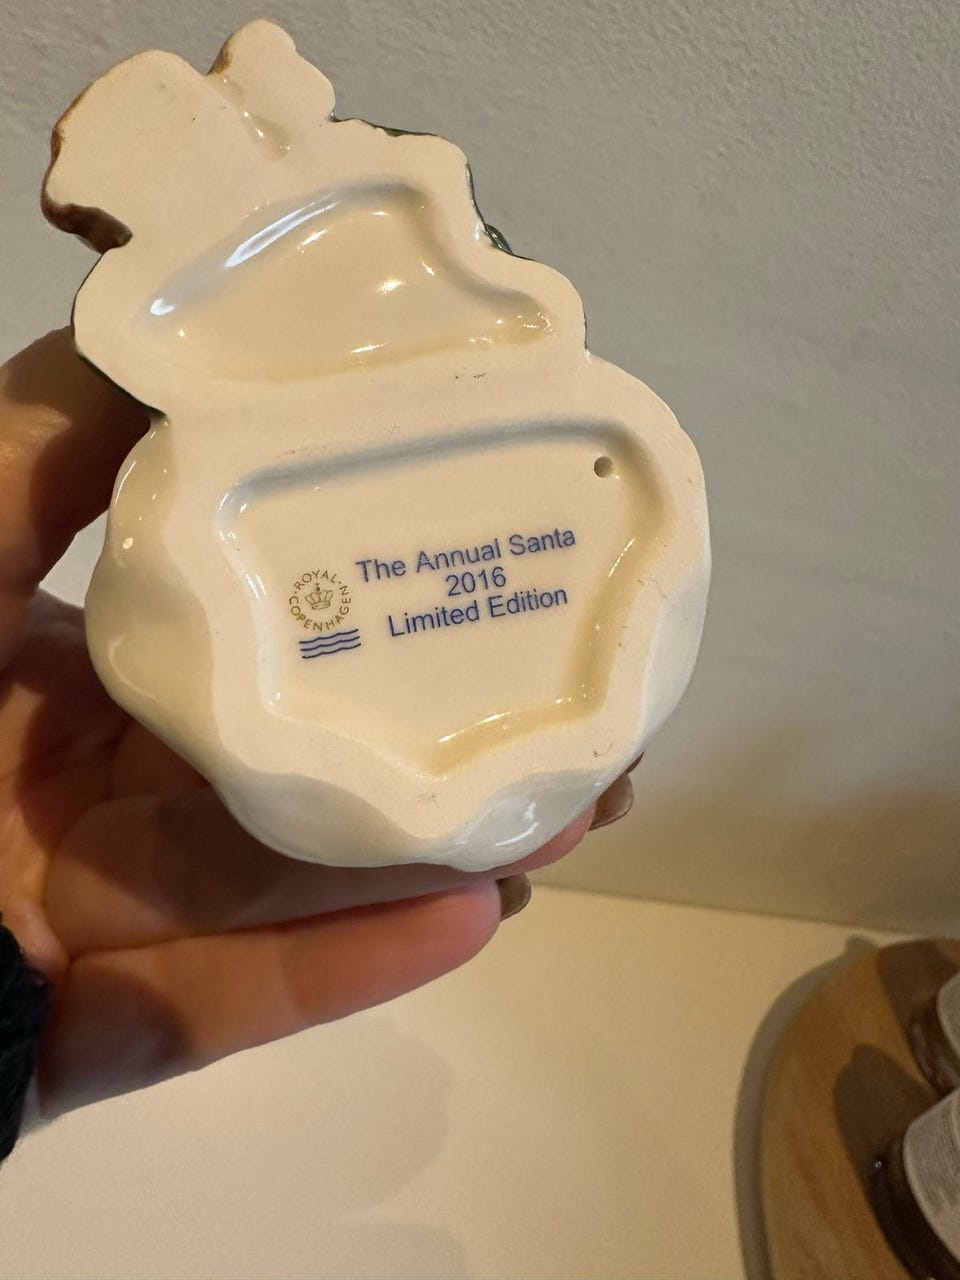 The Annual Santa
2016
Limited Edition
ROYAL
COPENHAGEN